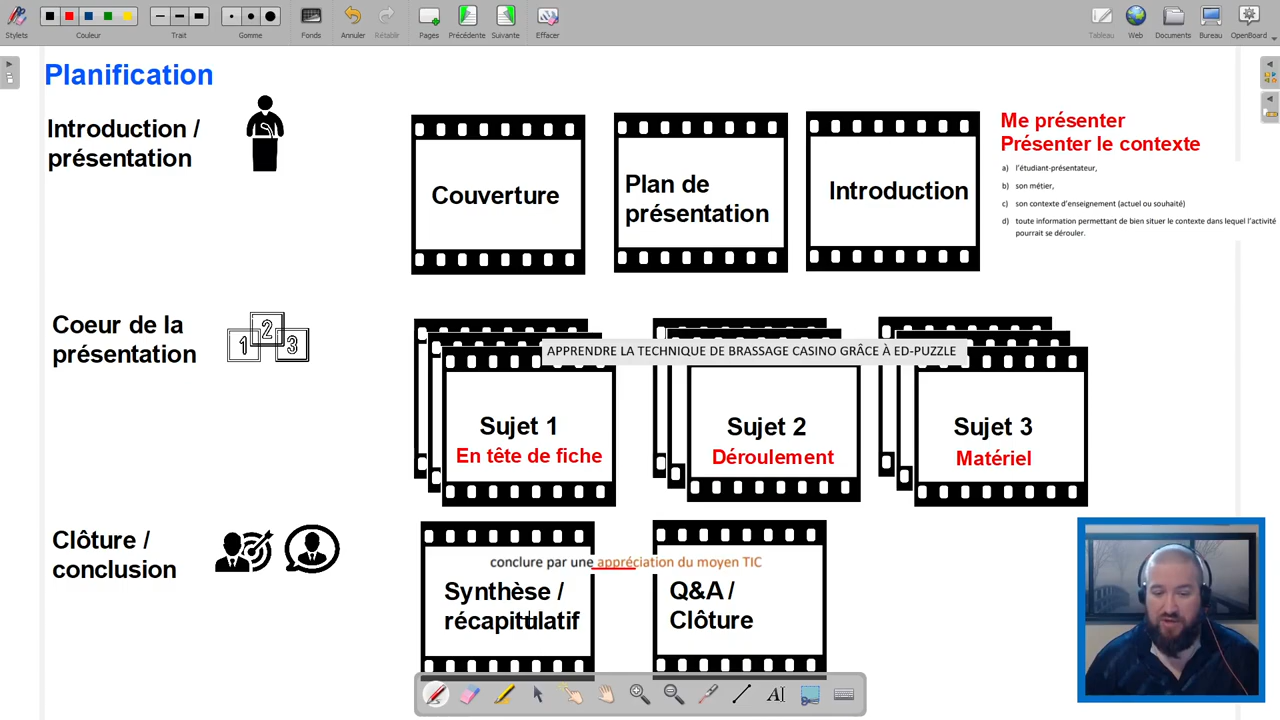 Stylets
Couleur
Trait
Gomme
Fonds
Annuler
Rétablir
Pages
Précédente
Suivante
Effacer
Tableau
Web
Documents
Bureau
OpenBoard
Planification
Introduction /
présentation
Couverture
Plan de
présentation
Introduction
Me présenter
Présenter le contexte
a) l'étudiant-présentateur,
b) son métier,
c) son contexte d'enseignement (actuel ou souhaité)
d) toute information permettant de bien situer le contexte dans lequel l'activité
pourrait se dérouler.
Coeur de la
présentation
1 2 3
APPRENDRE LA TECHNIQUE DE BRASSAGE CASINO GRÂCE À ED-PUZZLE
Sujet 1
En tête de fiche
Sujet 2
Déroulement
Sujet 3
Matériel
Clôture /
conclusion
conclure par une appréciation du moyen TIC
Synthèse /
récapitulatif
Q&A /
Clôture